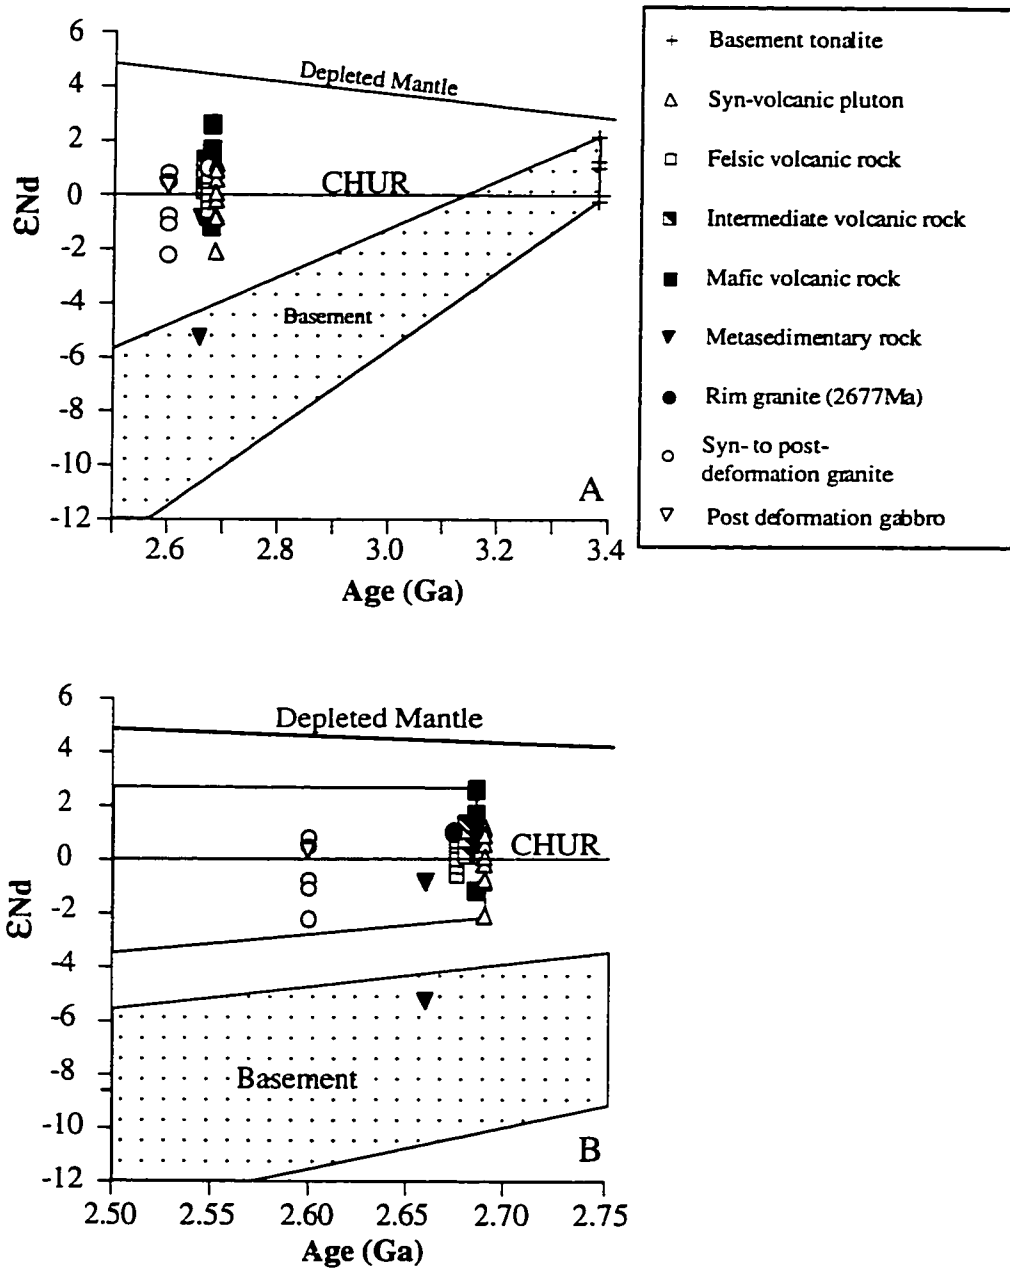 6
4
2
0
-2
-4
-6
-8
-10
-12
εNd
Depleted Mantle
CHUR
Basement
A
2.6
2.8
3.0
3.2
3.4
Age (Ga)
Basement tonalite
Syn-volcanic pluton
Felsic volcanic rock
Intermediate volcanic rock
Mafic volcanic rock
Metasedimentary rock
Rim granite (2677Ma)
Syn- to post-
deformation granite
Post deformation gabbro
6
4
2
0
-2
-4
-6
-8
-10
-12
εNd
Depleted Mantle
CHUR
Basement
B
2.50
2.55
2.60
2.65
2.70
2.75
Age (Ga)